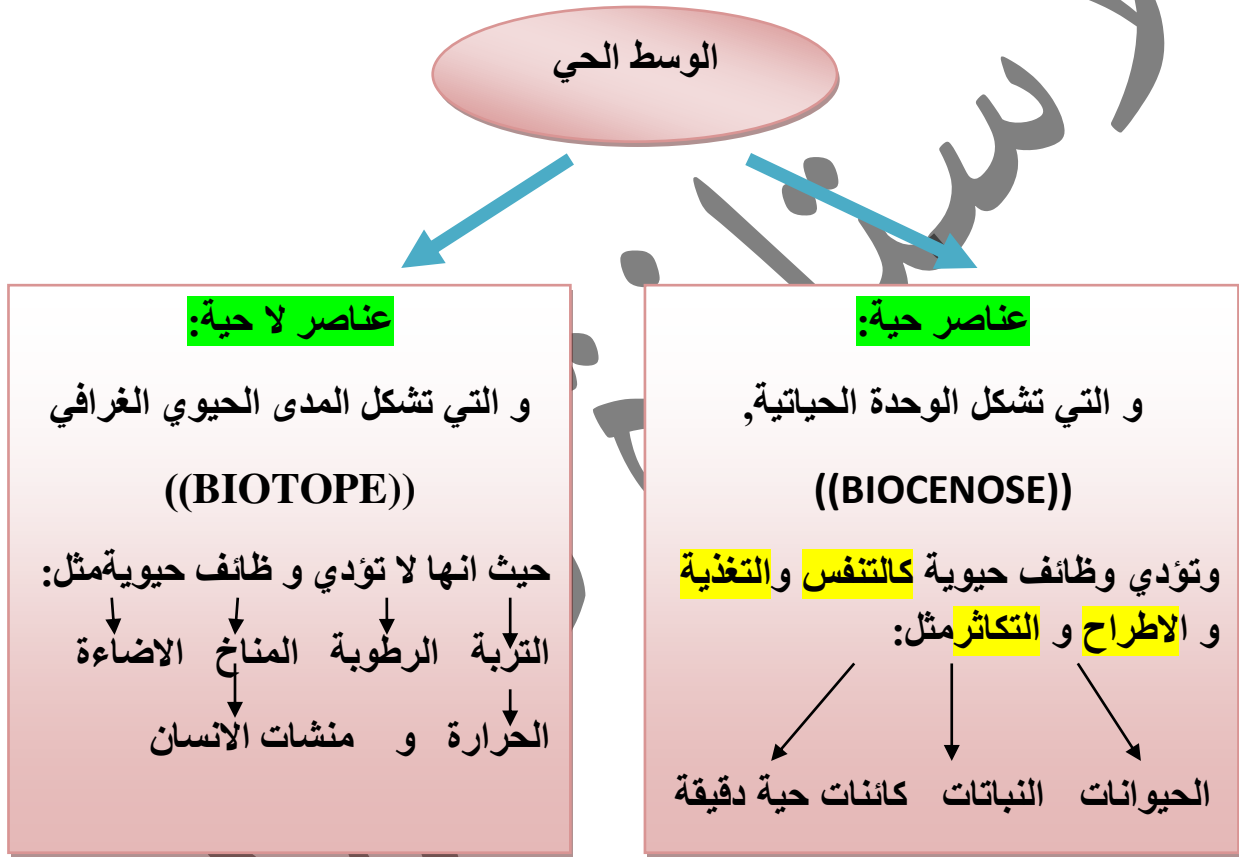 الوسط الحي
عناصر حية:
و التي تشكل الوحدة الحياتية,
((BIOCENOSE))
وتؤدي وظائف حيوية كالتنفس والتغذية
و الاطراح و التكاثرمثل:
الحيوانات النباتات كائنات حية دقيقة
عناصر لا حية:
و التي تشكل المدى الحيوي الغرافي
((BIOTOPE))
حيث انها لا تؤدي و ظائف حيويةمثل:
التربة الرطوبة المناخ الاضاءة
الحرارة و منشات الانسان